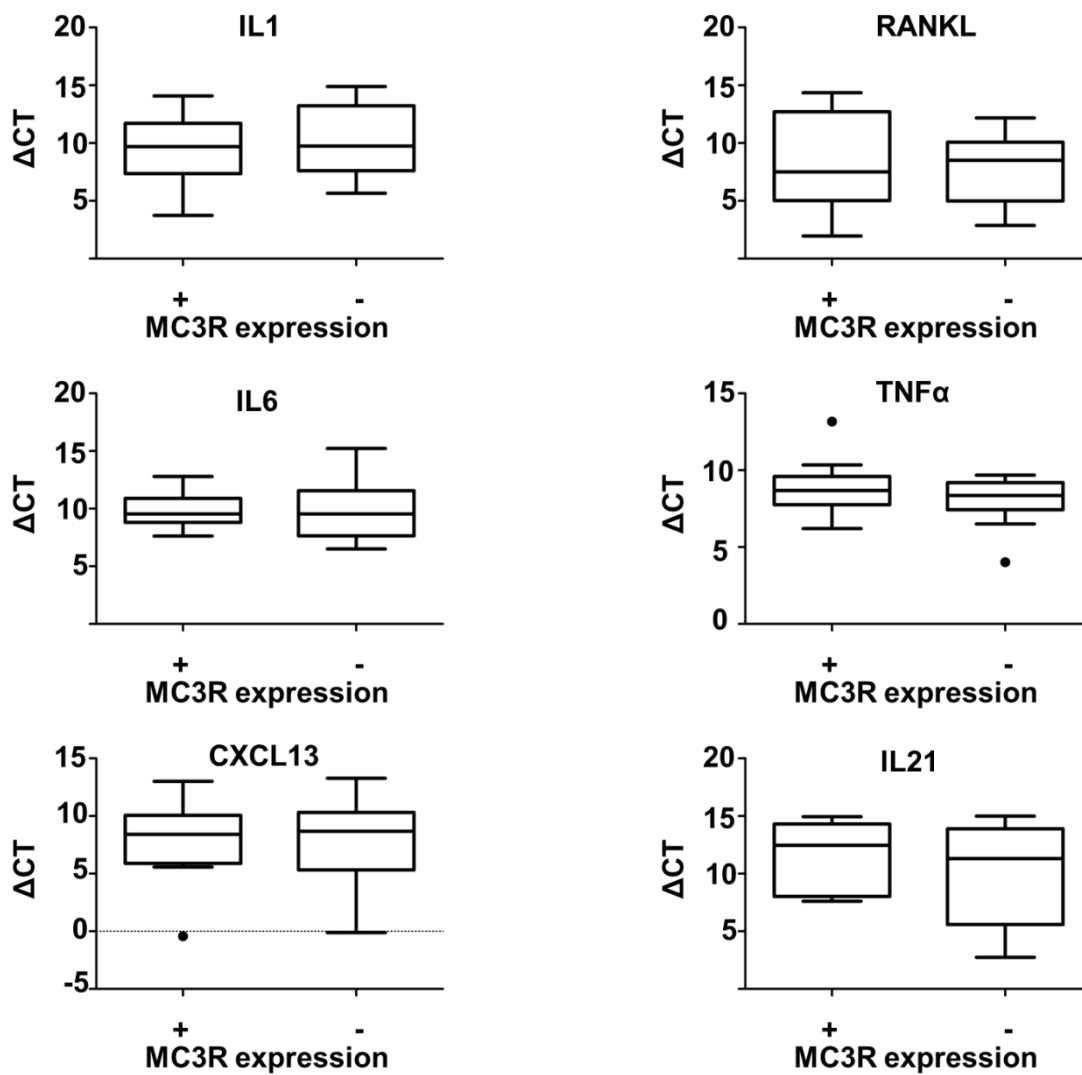 IL1
20
15
10
5
ΔCT
+ -
MC3R expression
RANKL
20
15
10
5
ΔCT
+ -
MC3R expression
IL6
20
15
10
5
ΔCT
+ -
MC3R expression
TNFα
15
10
5
0
ΔCT
+ -
MC3R expression
CXCL13
15
10
5
0
-5
ΔCT
+ -
MC3R expression
IL21
20
15
10
5
ΔCT
+ -
MC3R expression